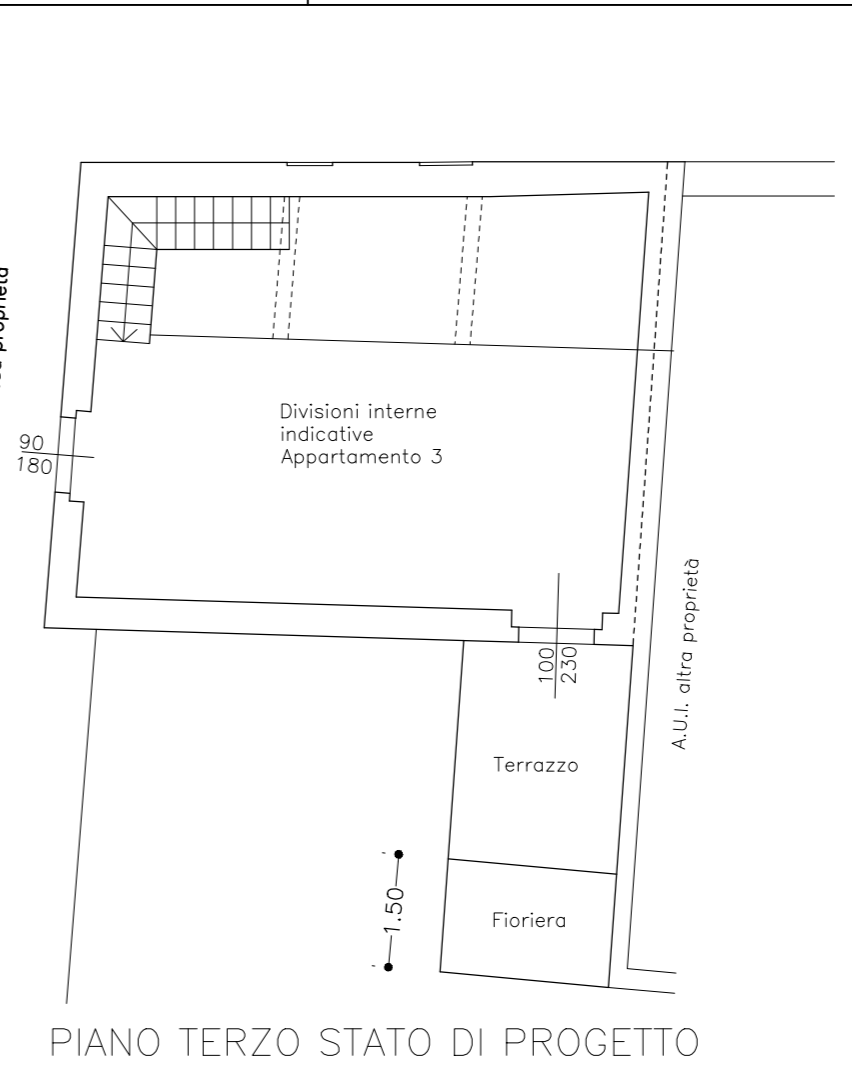 proprietà
Divisioni interne
indicative
Appartamento 3
90
180
100
230
A.U.I. altra proprietà
Terrazzo
1.50
Fioriera
PIANO TERZO STATO DI PROGETTO